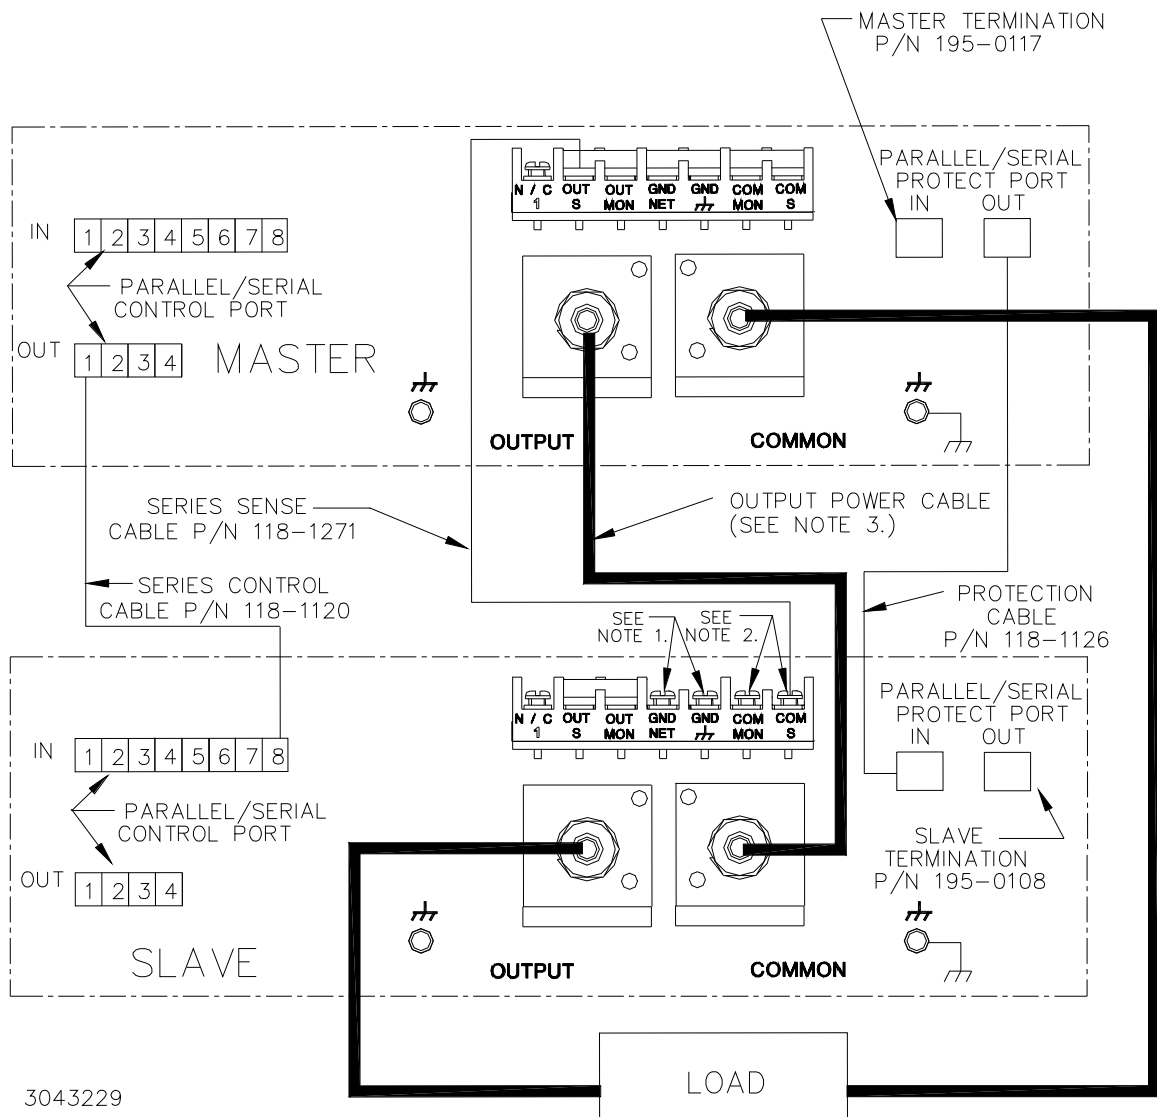 MASTER TERMINATION
P/N 195-0117
N / C OUT OUT GND GND COM COM
1 S MON NET MON S
PARALLEL/SERIAL
PROTECT PORT
IN OUT
IN 1 2 3 4 5 6 7 8
PARALLEL/SERIAL
CONTROL PORT
OUT 1 2 3 4
MASTER
OUTPUT COMMON
SERIES SENSE
CABLE P/N 118-1271
OUTPUT POWER CABLE
(SEE NOTE 3.)
SERIES CONTROL
CABLE P/N 118-1120
SEE
NOTE 1.
SEE
NOTE 2.
PROTECTION
CABLE
P/N 118-1126
N / C OUT OUT GND GND COM COM
1 S MON NET MON S
PARALLEL/SERIAL
PROTECT PORT
IN OUT
IN 1 2 3 4 5 6 7 8
PARALLEL/SERIAL
CONTROL PORT
OUT 1 2 3 4
SLAVE
TERMINATION
P/N 195-0108
SLAVE
OUTPUT COMMON
LOAD
3043229